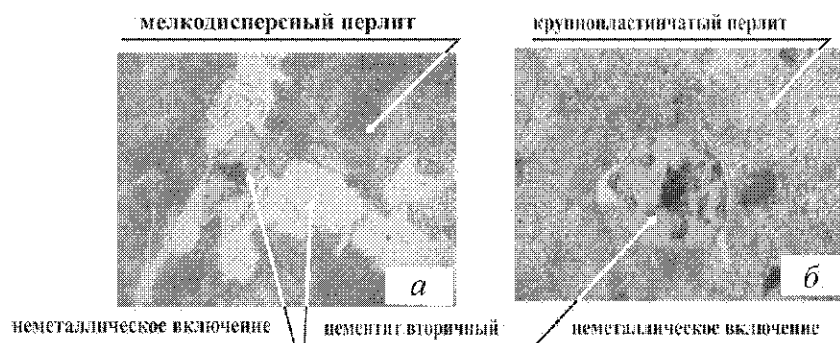 мелкодисперсный перлит
крупнопластинчатый перлит
а
б
неметаллическое включение
цементит вторичный
неметаллическое включение